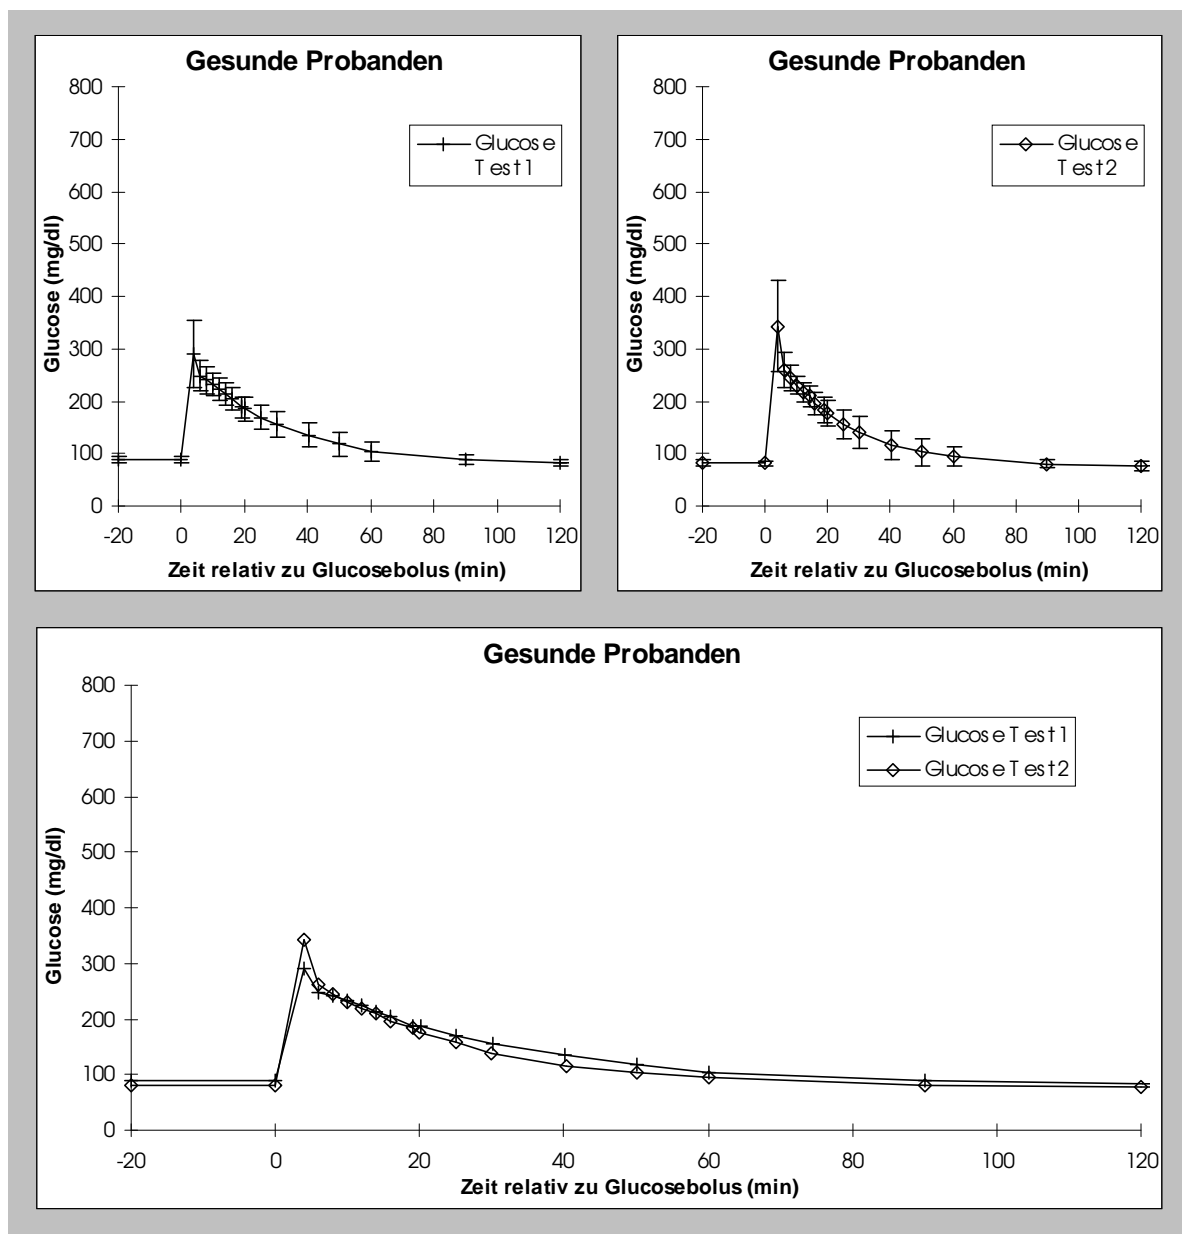 Gesunde Probanden
800
700
600
500
400
300
200
100
0
Glucose (mg/dl)
Glucose
Test1
-20 0 20 40 60 80 100 120
Zeit relativ zu Glucosebolus (min)
Gesunde Probanden
800
700
600
500
400
300
200
100
0
Glucose (mg/dl)
Glucose
Test2
-20 0 20 40 60 80 100 120
Zeit relativ zu Glucosebolus (min)
Gesunde Probanden
800
700
600
500
400
300
200
100
0
Glucose (mg/dl)
Glucose Test1
Glucose Test2
-20 0 20 40 60 80 100 120
Zeit relativ zu Glucosebolus (min)